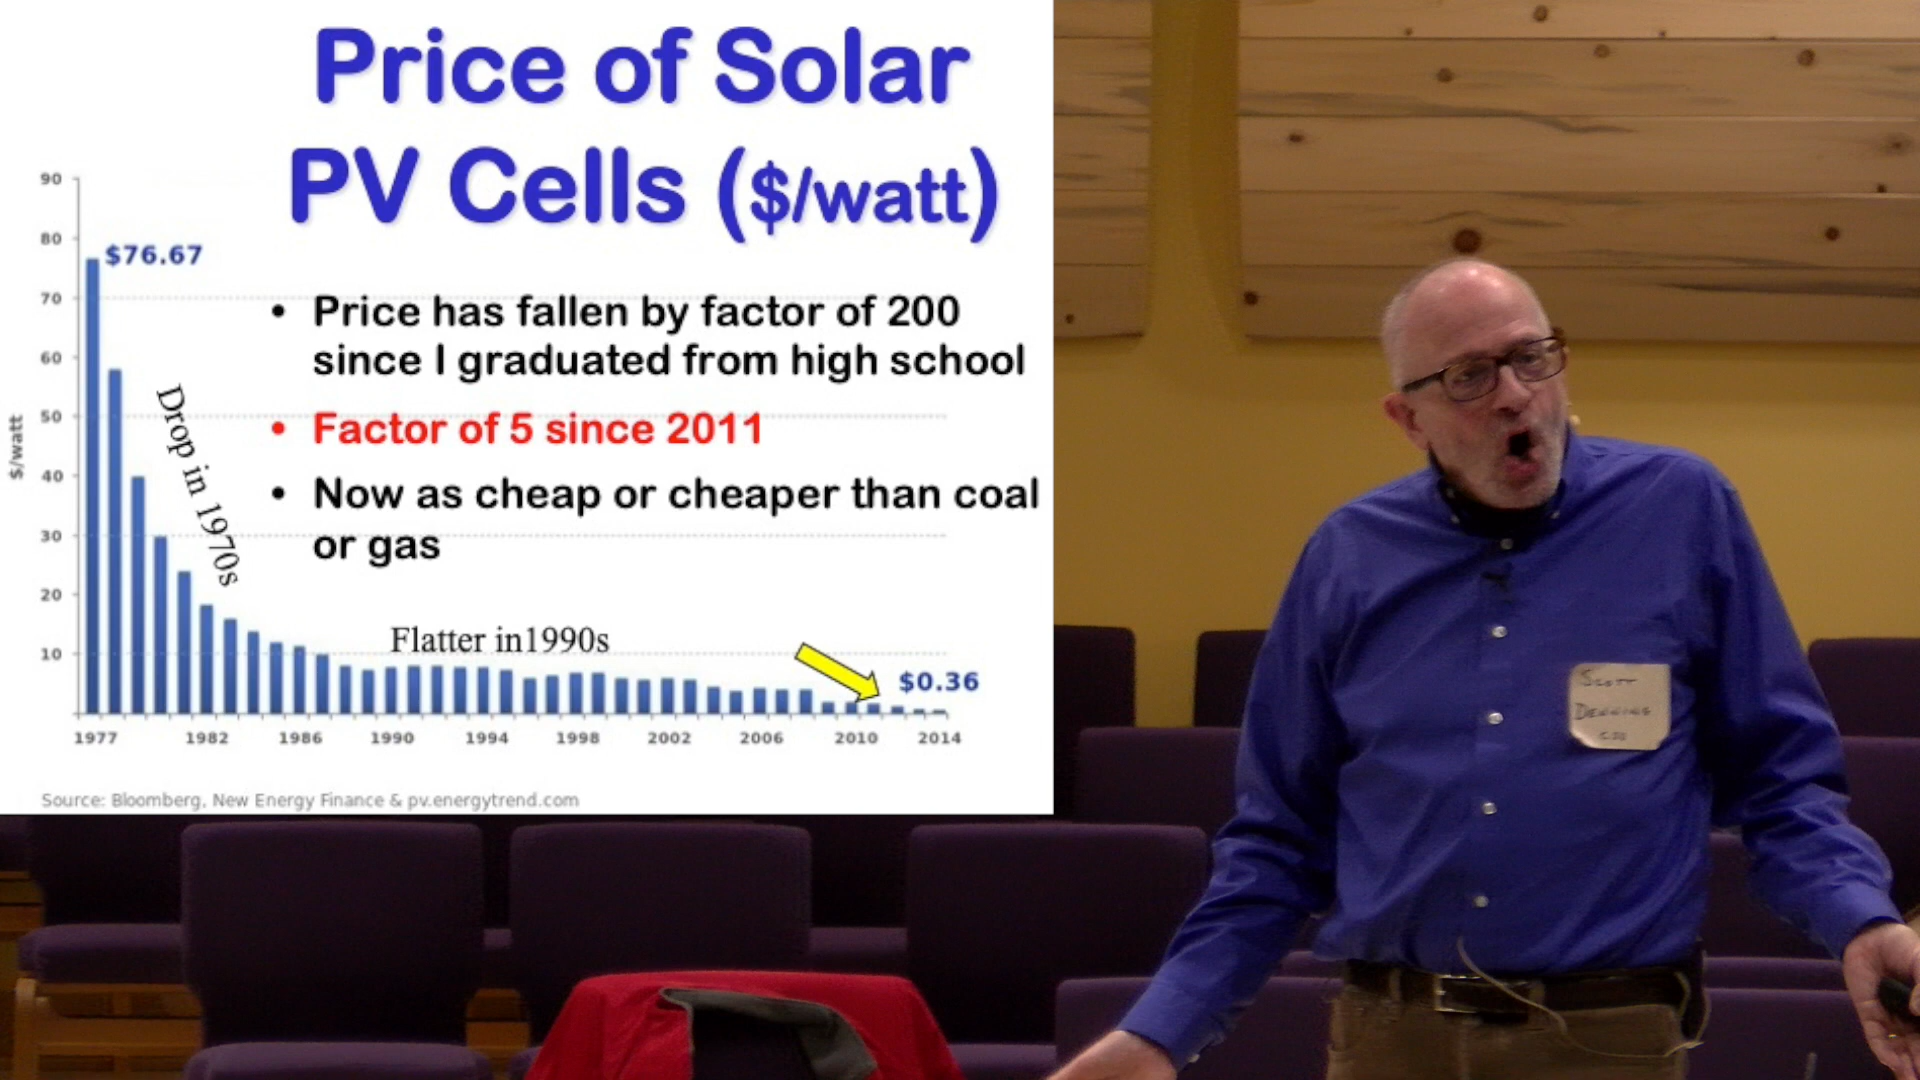 Price of Solar
PV Cells ($/watt)
90
80
70
60
50
40
30
20
10
$/watt
$76.67
• Price has fallen by factor of 200
since I graduated from high school
• Factor of 5 since 2011
• Now as cheap or cheaper than coal
or gas
Drop in 1970s
Flatter in1990s
$0.36
1977 1982 1986 1990 1994 1998 2002 2006 2010 2014
Source: Bloomberg, New Energy Finance & pv.energytrend.com
Scott
Denning